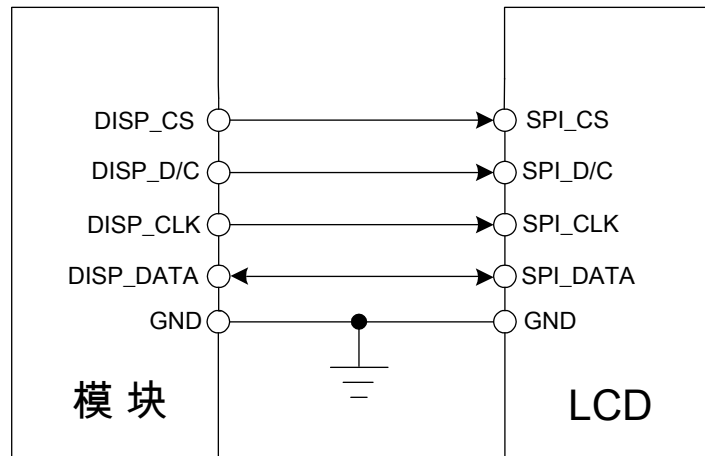 DISP_CS SPI_CS
DISP_D/C SPI_D/C
DISP_CLK SPI_CLK
DISP_DATA SPI_DATA
GND GND
模 块 LCD